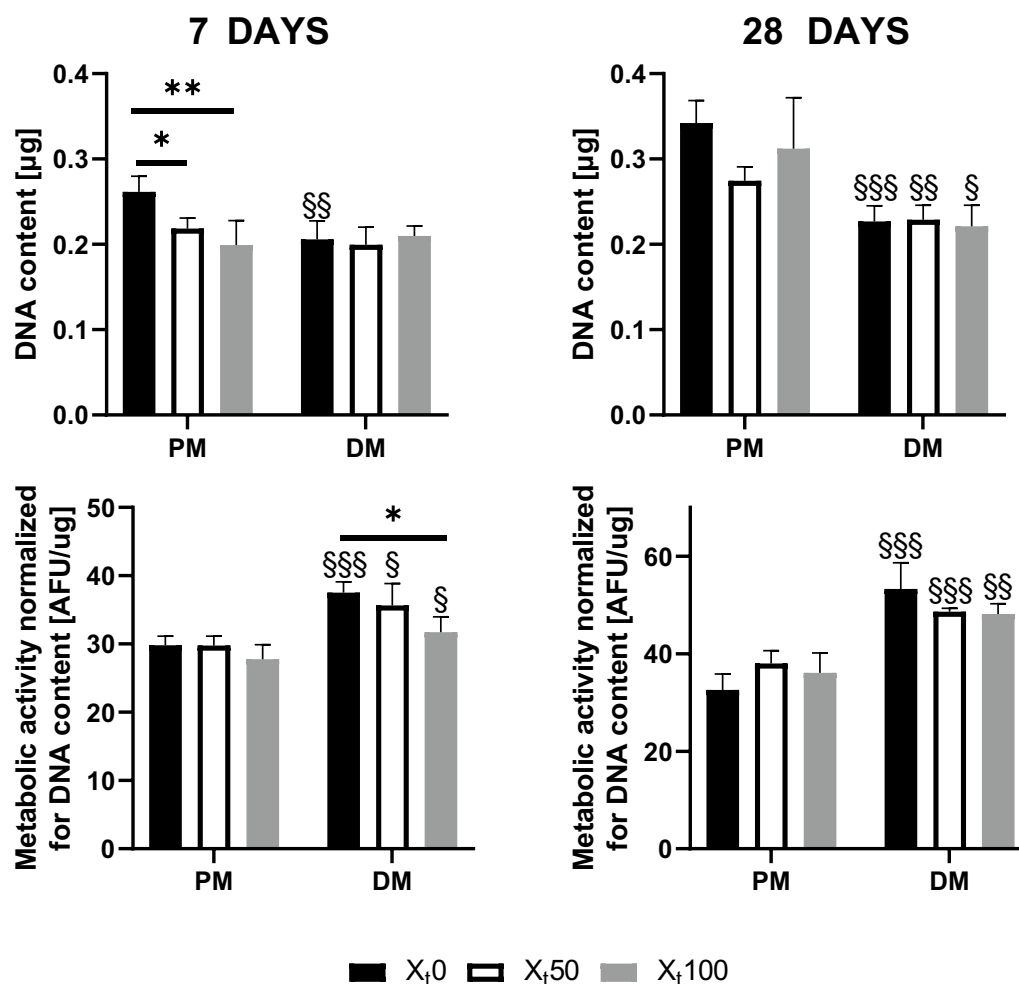 7 DAYS
28 DAYS
DNA content [µg]
0.4
0.3
0.2
0.1
0.0
**
*
§§
PM
DM
DNA content [µg]
0.4
0.3
0.2
0.1
0.0
§§§
§§
§
PM
DM
Metabolic activity normalized
for DNA content [AFU/ug]
50
40
30
20
10
0
*
§§§
§
§
PM
DM
Metabolic activity normalized
for DNA content [AFU/ug]
60
40
20
0
§§§
§§§
§§
PM
DM
Xt0 Xt50 Xt100